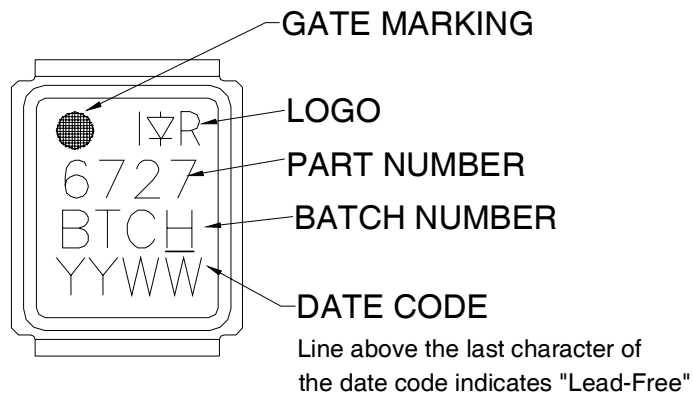 GATE MARKING
I R
LOGO
6727
PART NUMBER
BTCH
BATCH NUMBER
YYWW
DATE CODE
Line above the last character of
the date code indicates "Lead-Free"